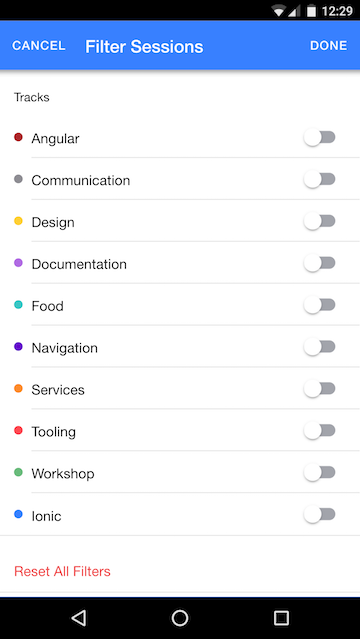 12:29
CANCEL Filter Sessions DONE
Tracks
Angular
Communication
Design
Documentation
Food
Navigation
Services
Tooling
Workshop
Ionic
Reset All Filters